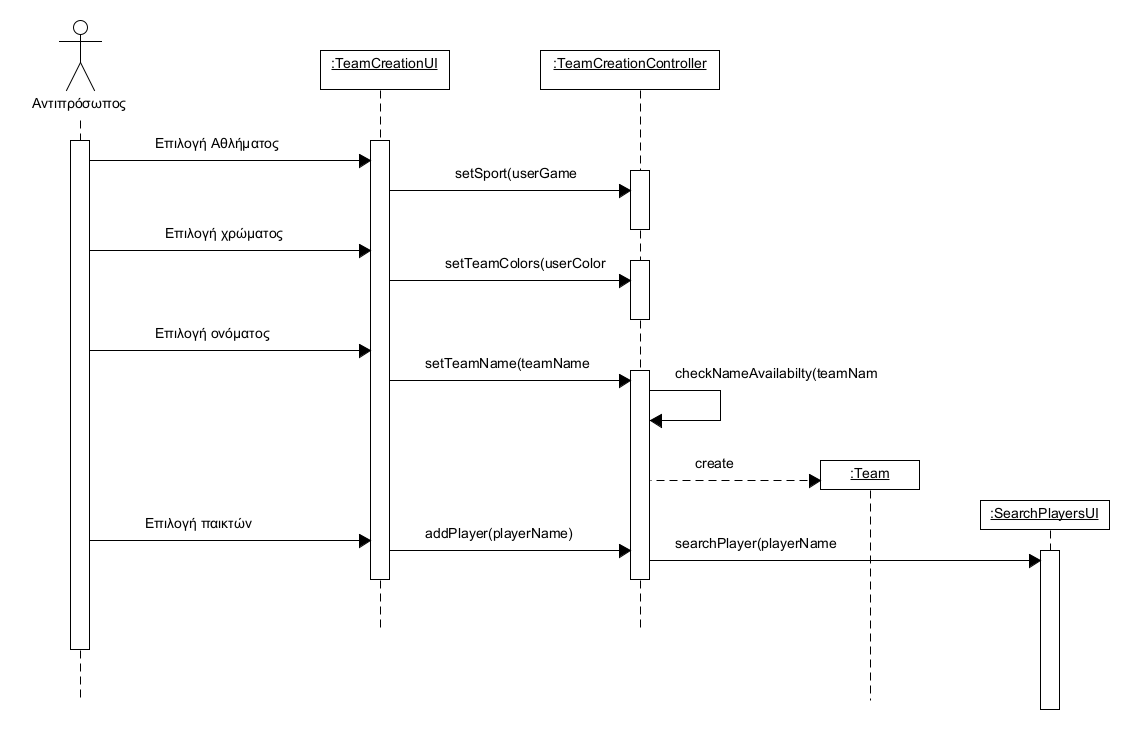 :TeamCreationUI
:TeamCreationController
Αντιπρόσωπος
Επιλογή Αθλήματος
setSport(userGame
Επιλογή χρώματος
setTeamColors(userColor
Επιλογή ονόματος
setTeamName(teamName
checkNameAvailabilty(teamNam
create
:Team
:SearchPlayersUI
Επιλογή παικτών
addPlayer(playerName)
searchPlayer(playerName